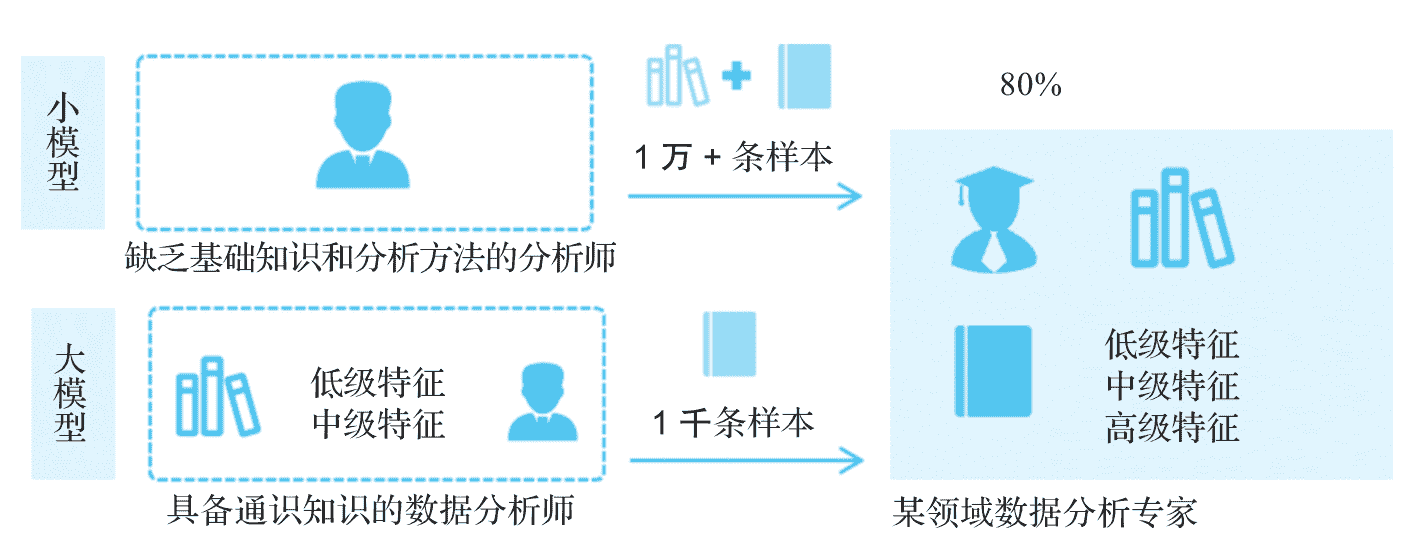 小模型
1 万 + 条样本
80%
缺乏基础知识和分析方法的分析师
大模型
低级特征
中级特征
1 千条样本
具备通识知识的数据分析师
低级特征
中级特征
高级特征
某领域数据分析专家